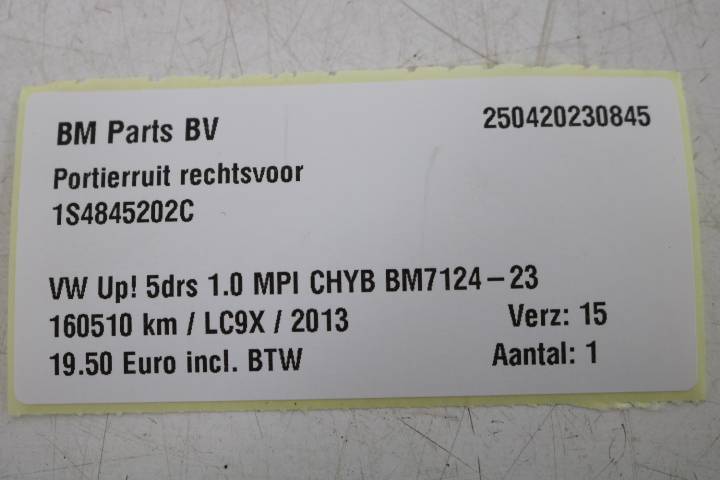 BM Parts BV 250420230845
Portierruit rechtsvoor
1S4845202C
VW Up! 5drs 1.0 MPI CHYB BM7124-23
160510 km / LC9X / 2013 Verz: 15
19.50 Euro incl. BTW Aantal: 1